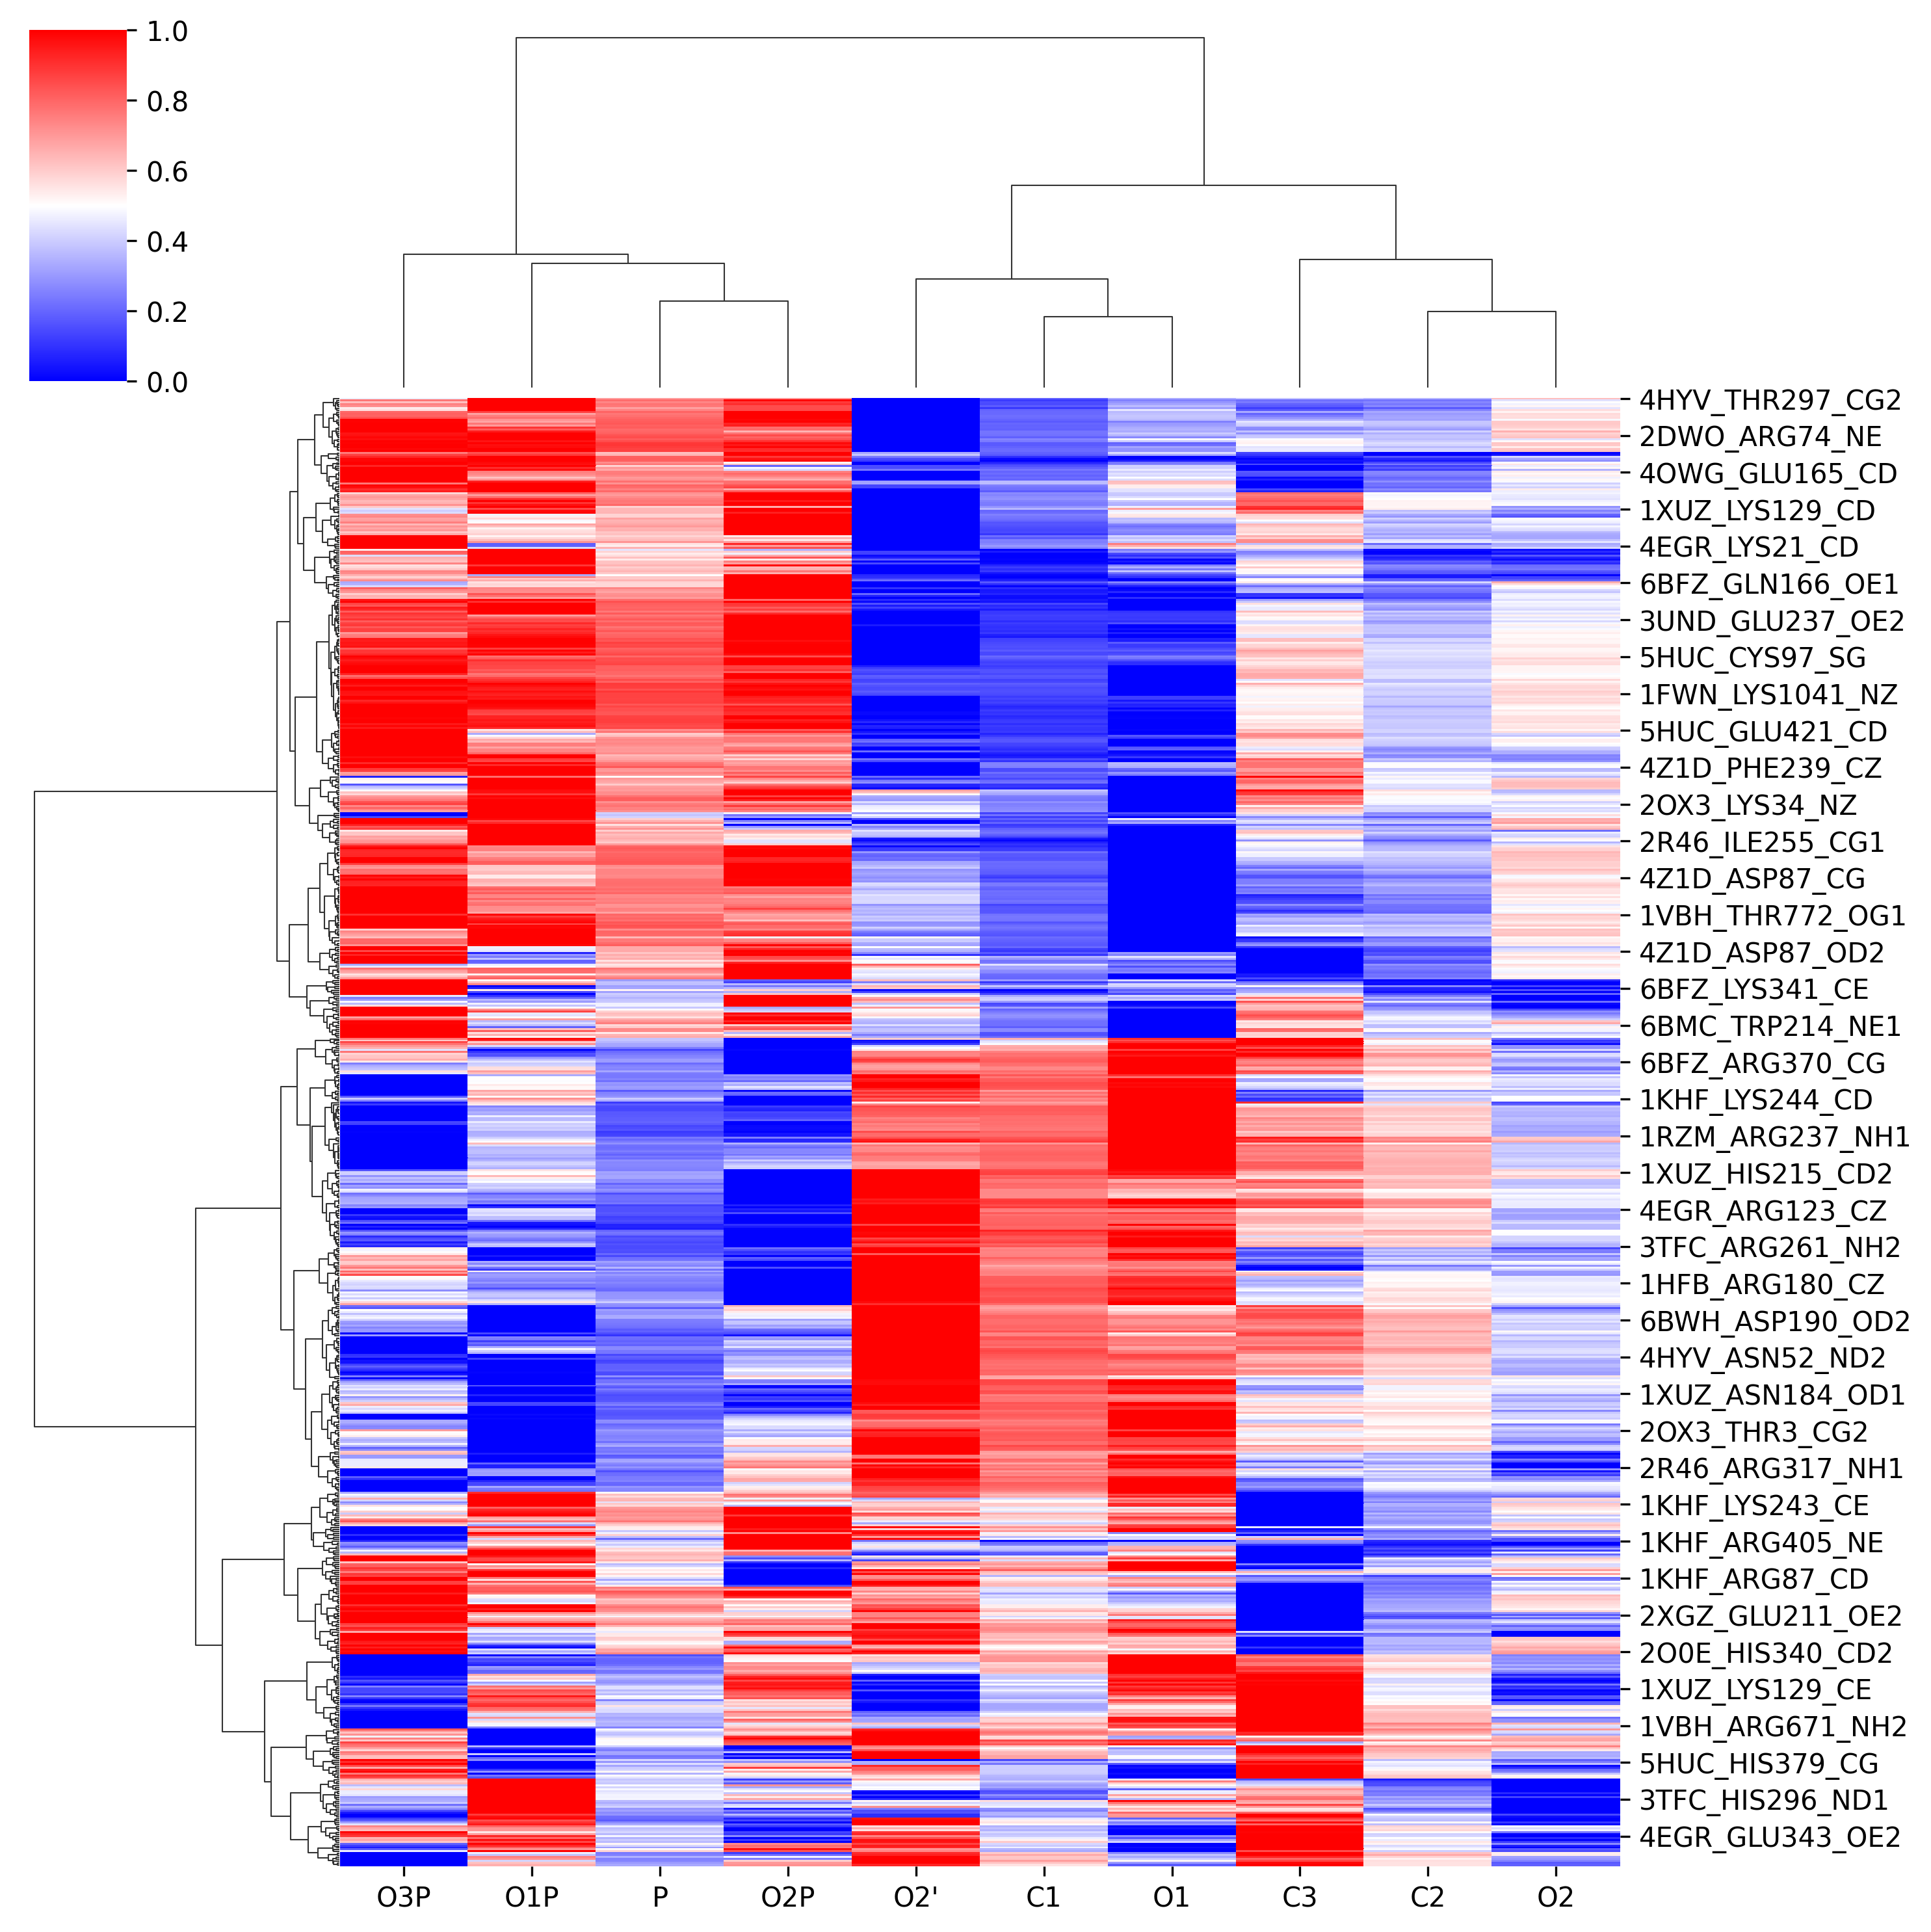 1.0
0.8
0.6
0.4
0.2
0.0
4HYV_THR297_CG2
2DWO_ARG74_NE
4OWG_GLU165_CD
1XUZ_LYS129_CD
4EGR_LYS21_CD
6BFZ_GLN166_OE1
3UND_GLU237_OE2
5HUC_CYS97_SG
1FWN_LYS1041_NZ
5HUC_GLU421_CD
4Z1D_PHE239_CZ
2OX3_LYS34_NZ
2R46_ILE255_CG1
4Z1D_ASP87_CG
1VBH_THR772_OG1
4Z1D_ASP87_OD2
6BFZ_LYS341_CE
6BMC_TRP214_NE1
6BFZ_ARG370_CG
1KHF_LYS244_CD
1RZM_ARG237_NH1
1XUZ_HIS215_CD2
4EGR_ARG123_CZ
3TFC_ARG261_NH2
1HFB_ARG180_CZ
6BWH_ASP190_OD2
4HYV_ASN52_ND2
1XUZ_ASN184_OD1
2OX3_THR3_CG2
2R46_ARG317_NH1
1KHF_LYS243_CE
1KHF_ARG405_NE
1KHF_ARG87_CD
2XGZ_GLU211_OE2
2O0E_HIS340_CD2
1XUZ_LYS129_CE
1VBH_ARG671_NH2
5HUC_HIS379_CG
3TFC_HIS296_ND1
4EGR_GLU343_OE2
O3P O1P P O2P O2' C1 O1 C3 C2 O2